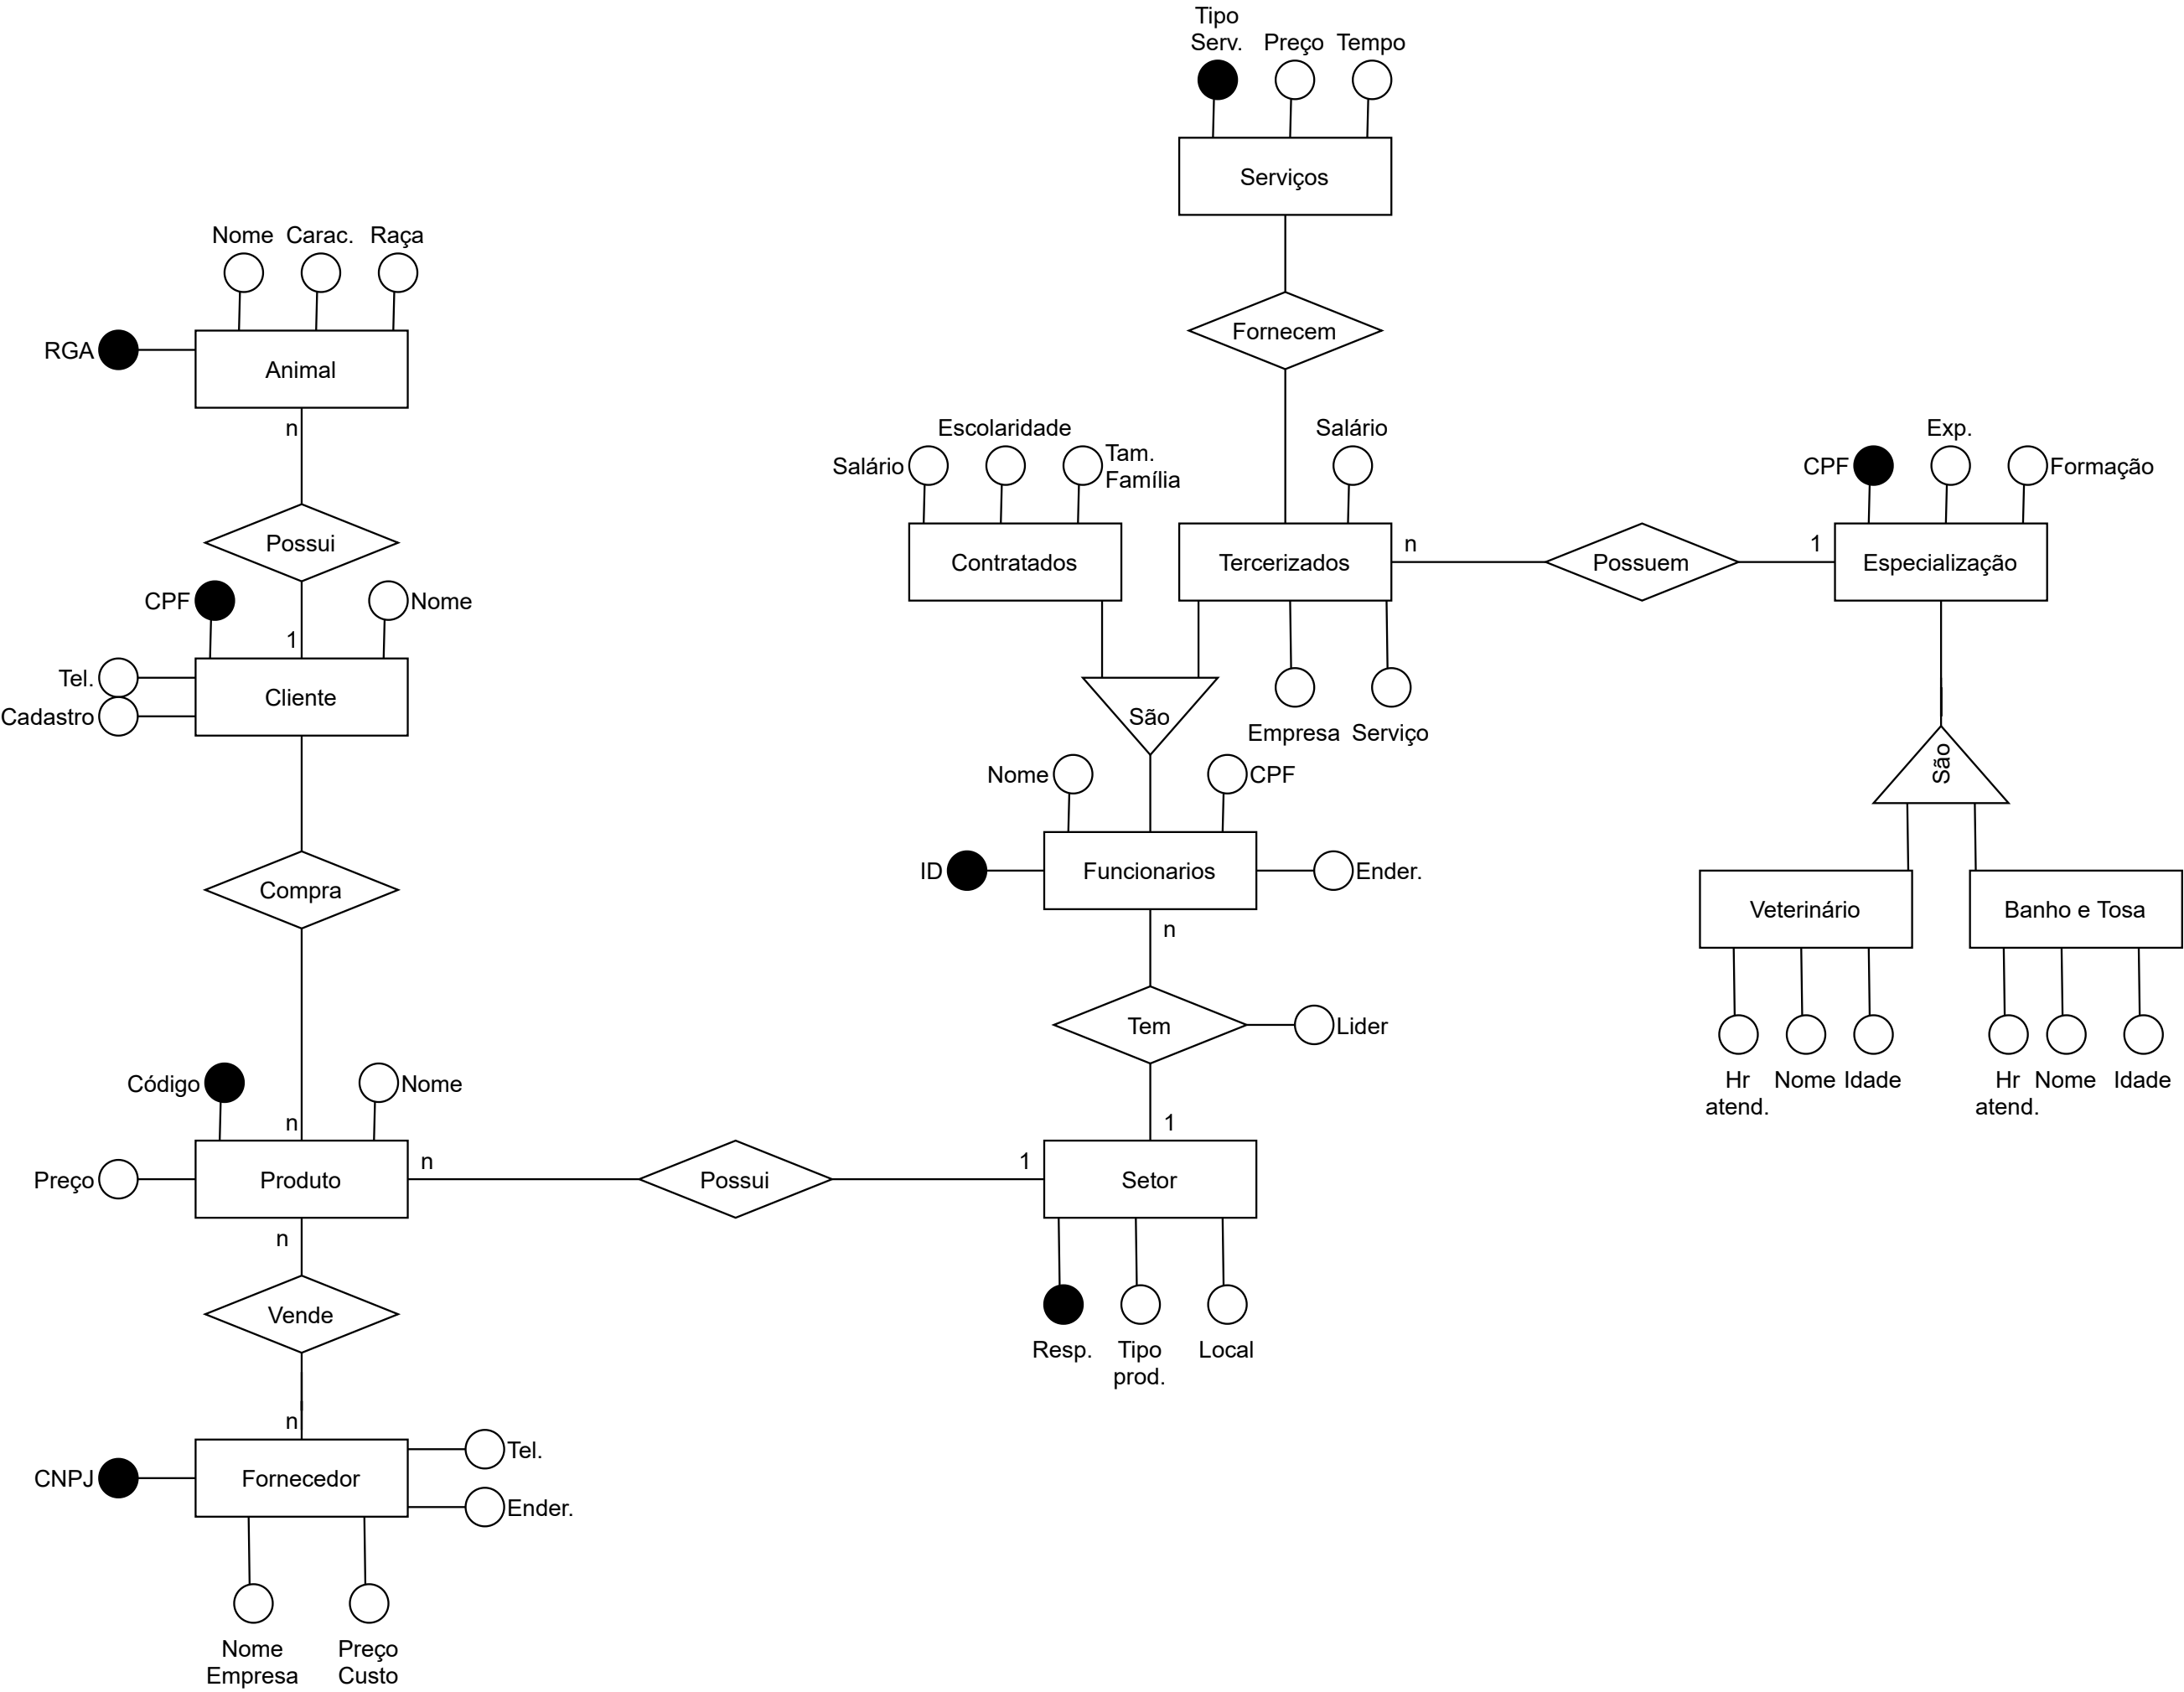 Tipo
Serv.
Preço
Tempo
Serviços
Fornecem
Nome
Carac.
Raça
RGA
Animal
n
Possui
CPF
Nome
1
Tel.
Cadastro
Cliente
Compra
Código
Nome
n
Preço
Produto
n
Possui
1
n
Vende
n
CNPJ
Fornecedor
Tel.
Ender.
Nome
Empresa
Preço
Custo
Escolaridade
Salário
Tam.
Família
Contratados
Salário
Tercerizados
n
Possuem
1
Empresa
Serviço
São
Nome
CPF
ID
Funcionarios
Ender.
n
Tem
Lider
1
Setor
Resp.
Tipo
prod.
Local
CPF
Exp.
Formação
Especialização
São
Veterinário
Banho e Tosa
Hr
atend.
Nome
Idade
Hr
atend.
Nome
Idade